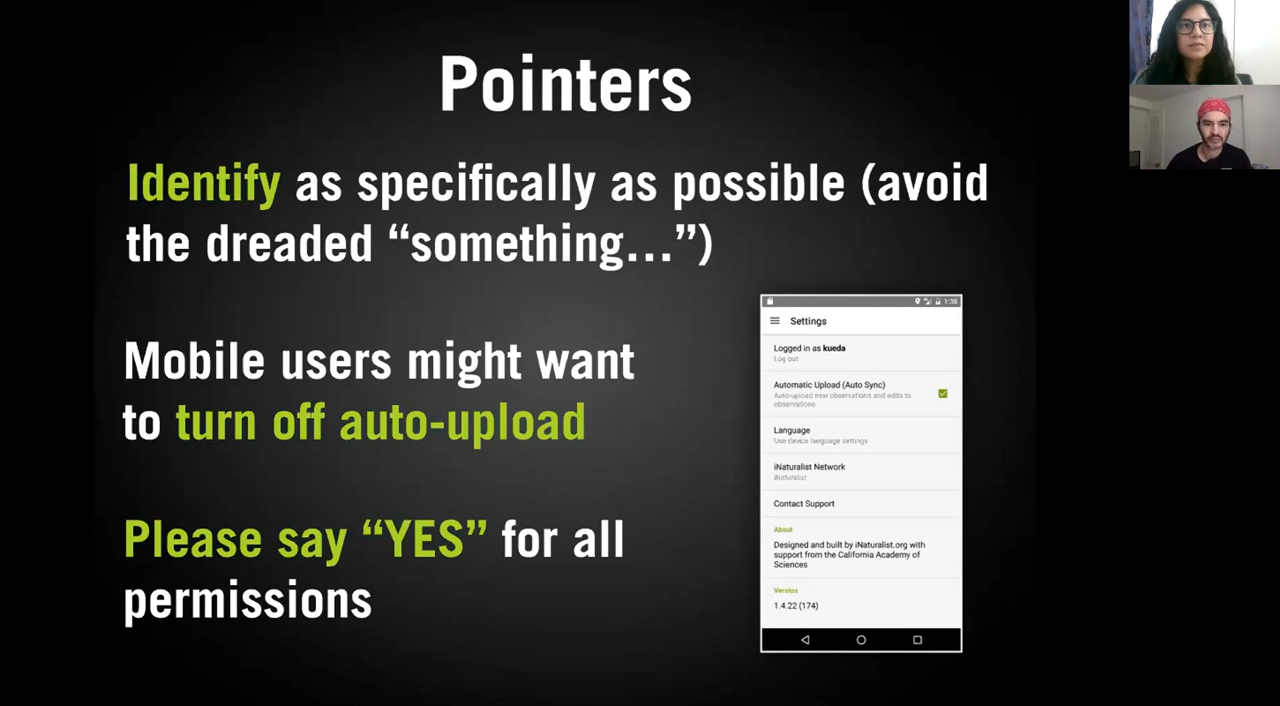 Pointers
Identify as specifically as possible (avoid
the dreaded “something…”)
Mobile users might want
to turn off auto-upload
Please say “YES” for all
permissions
1:38
Settings
Logged in as kueda
Log out
Automatic Upload (Auto Sync)
Auto-upload new observations and edits to
observations
Language
Use device language settings
iNaturalist Network
iNaturalist
Contact Support
About
Designed and built by iNaturalist.org with
support from the California Academy of
Sciences
Version
1.4.22 (174)